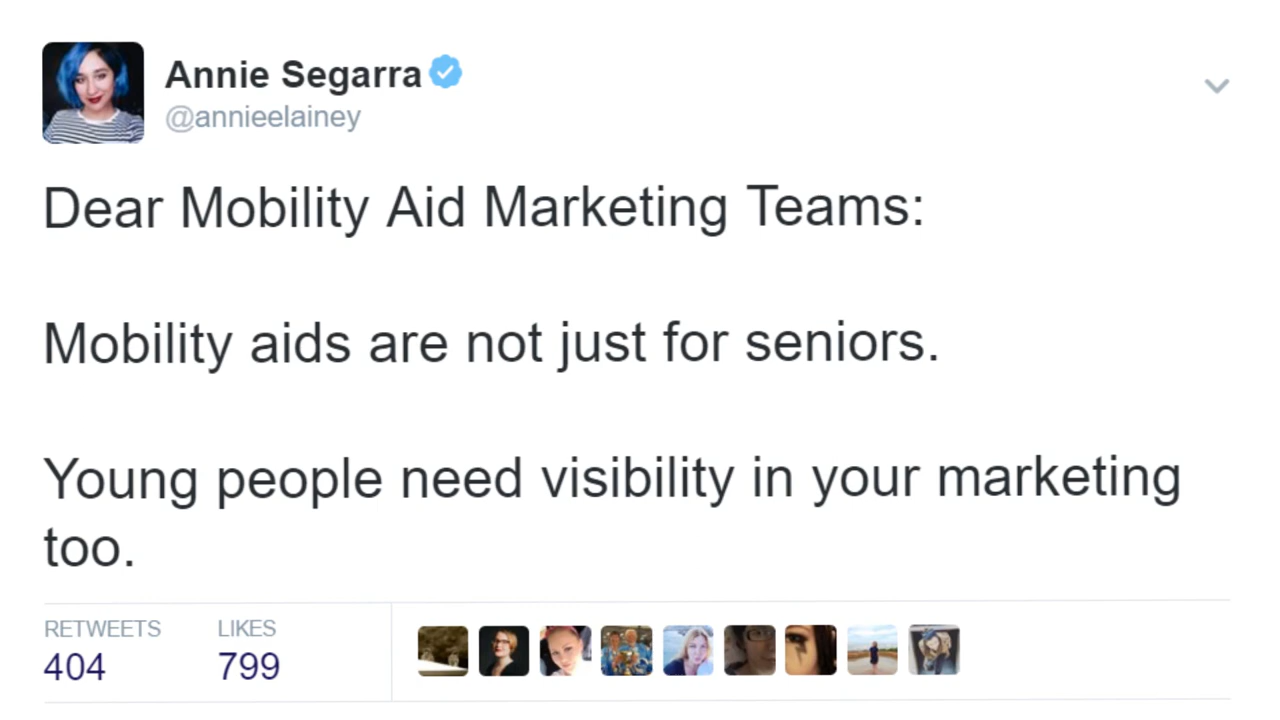 Annie Segarra
@annieelainey
Dear Mobility Aid Marketing Teams:
Mobility aids are not just for seniors.
Young people need visibility in your marketing
too.
RETWEETS LIKES
404 799